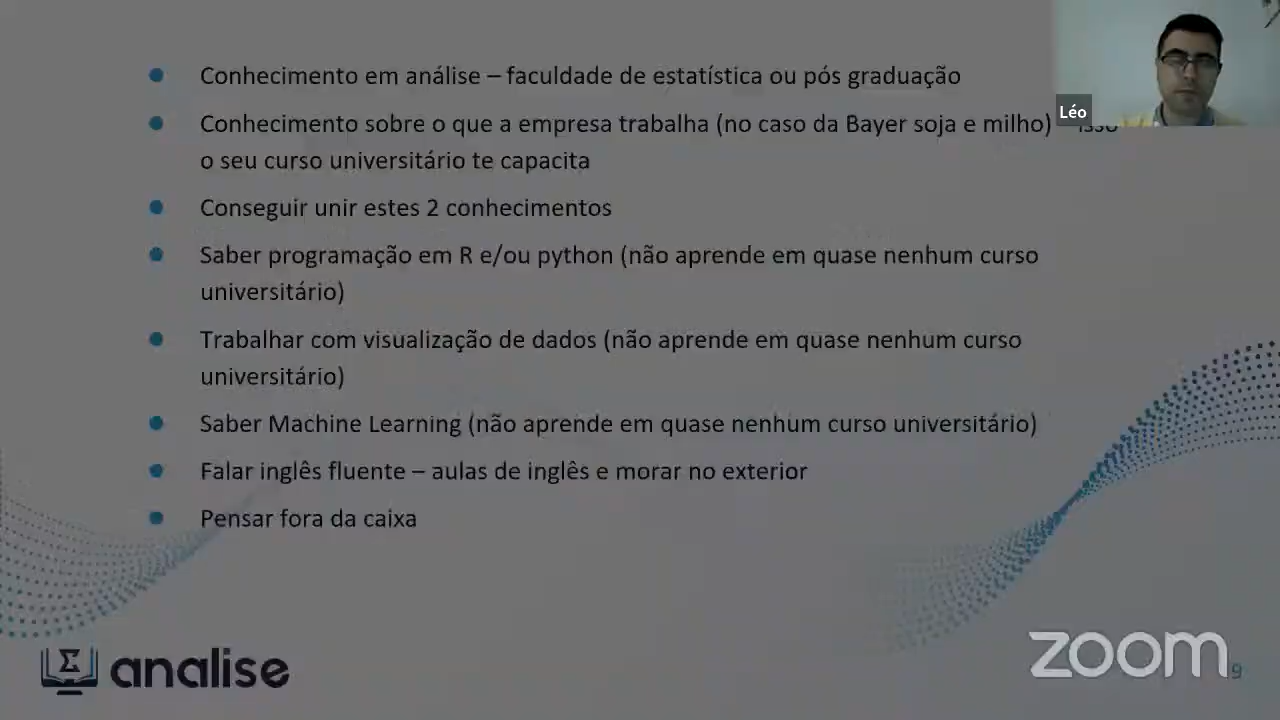 Conhecimento em análise – faculdade de estatística ou pós graduação
Conhecimento sobre o que a empresa trabalha (no caso da Bayer soja e milho)
o seu curso universitário te capacita
Conseguir unir estes 2 conhecimentos
Saber programação em R e/ou python (não aprende em quase nenhum curso
universitário)
Trabalhar com visualização de dados (não aprende em quase nenhum curso
universitário)
Saber Machine Learning (não aprende em quase nenhum curso universitário)
Falar inglês fluente – aulas de inglês e morar no exterior
Pensar fora da caixa
Léo
analise
zoom